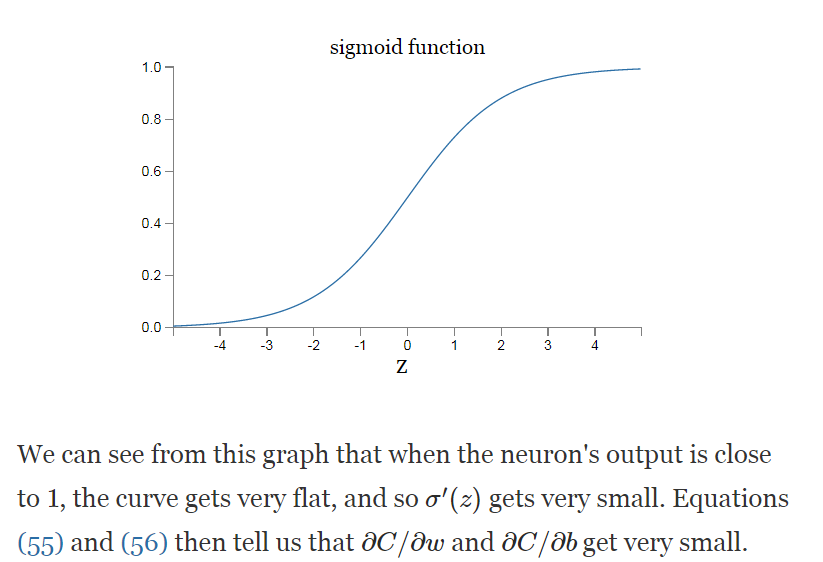 sigmoid function
1.0
0.8
0.6
0.4
0.2
0.0
-4 -3 -2 -1 0 1 2 3 4
Z
We can see from this graph that when the neuron's output is close
to 1, the curve gets very flat, and so σ′(z) gets very small. Equations
(55) and (56) then tell us that ∂C/∂w and ∂C/∂b get very small.